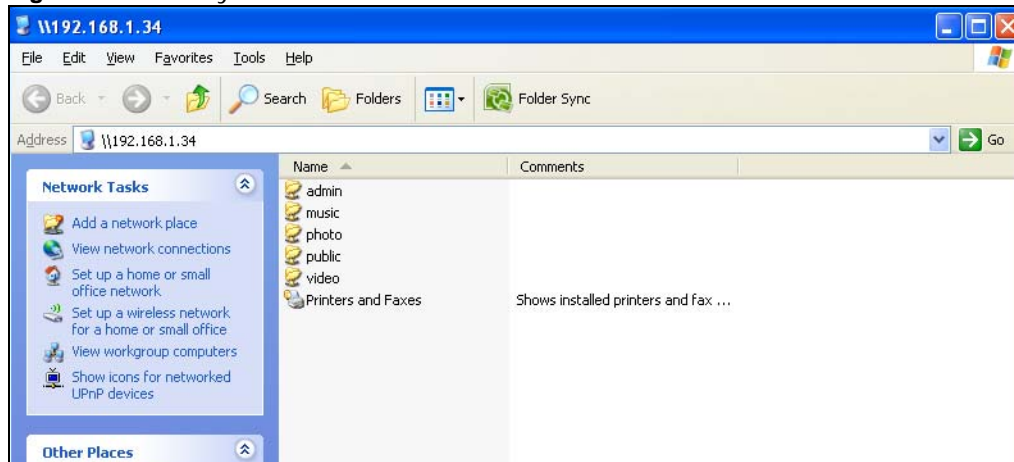 \\192.168.1.34
File Edit View Favorites Tools Help
Back Search Folders Folder Sync
Address \\192.168.1.34 Go
Name Comments
Network Tasks
Add a network place
View network connections
Set up a home or small
office network
Set up a wireless network
for a home or small office
View workgroup computers
Show icons for networked
UPnP devices
Other Places
admin
music
photo
public
video
Printers and Faxes Shows installed printers and fax ...